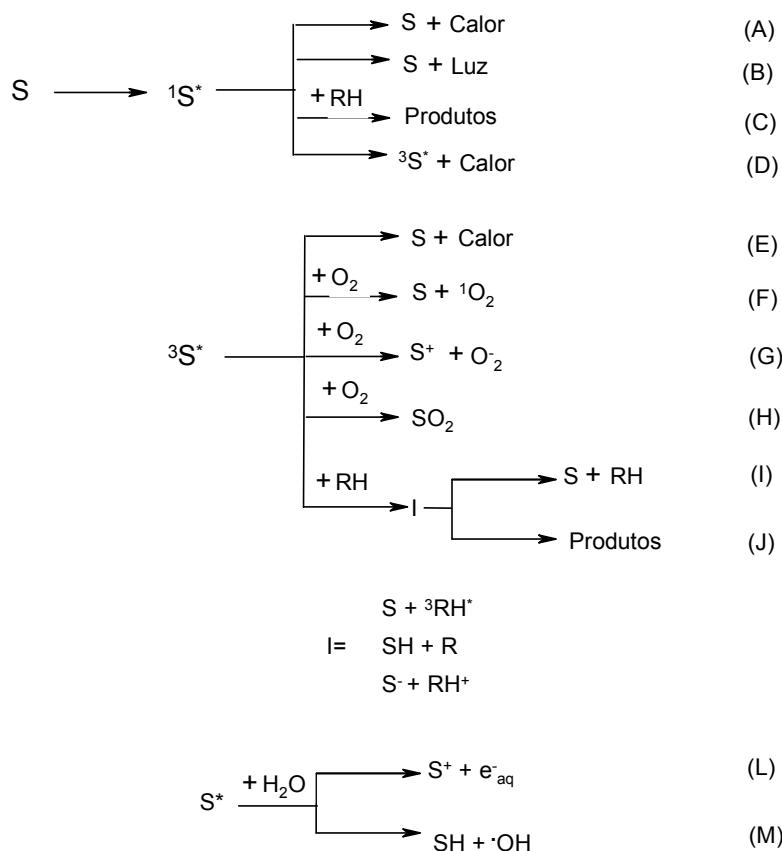 S + Calor (A)
S + Luz (B)
S ¹S* + RH Produtos (C)
³S* + Calor (D)
S + Calor (E)
+ O₂ S + ¹O₂ (F)
³S* + O₂ S⁺ + O⁻₂ (G)
+ O₂ SO₂ (H)
S + RH (I)
+ RH I
Produtos (J)
S + ³RH*
I= SH + R
S⁻ + RH⁺
S⁺ + e⁻aq (L)
S* + H₂O
SH + ·OH (M)